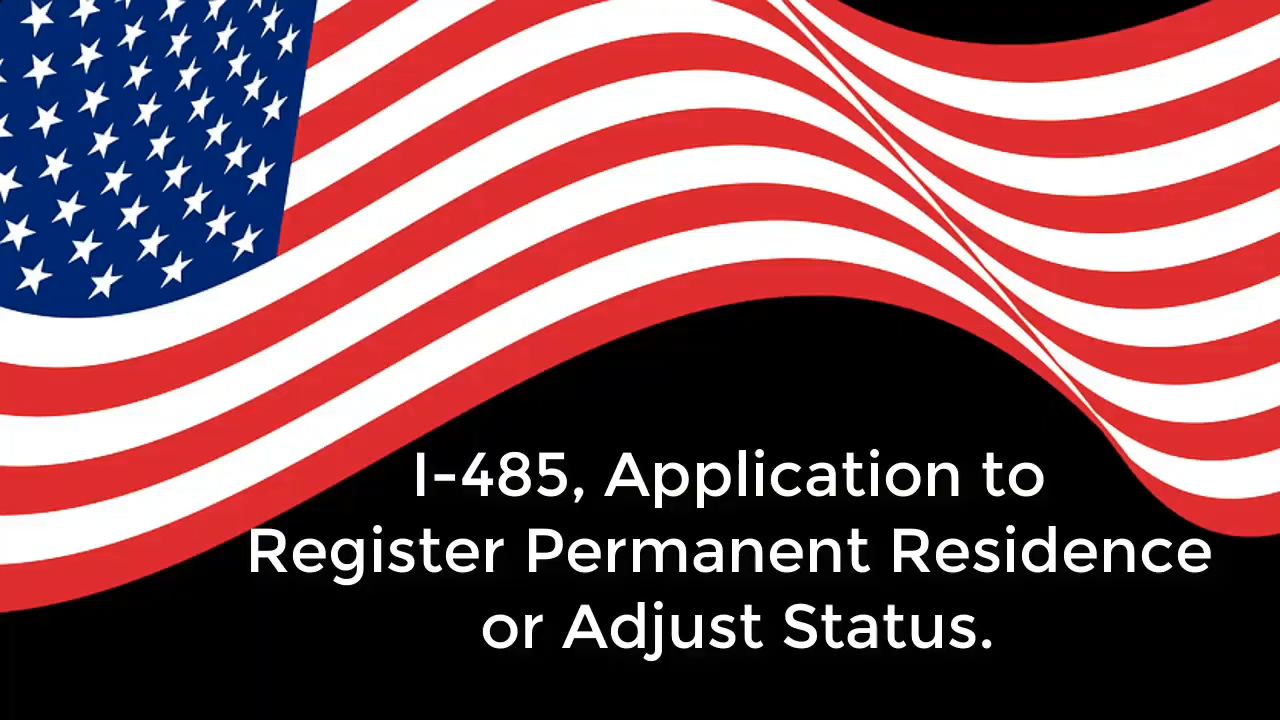 I-485, Application to
Register Permanent Residence
or Adjust Status.